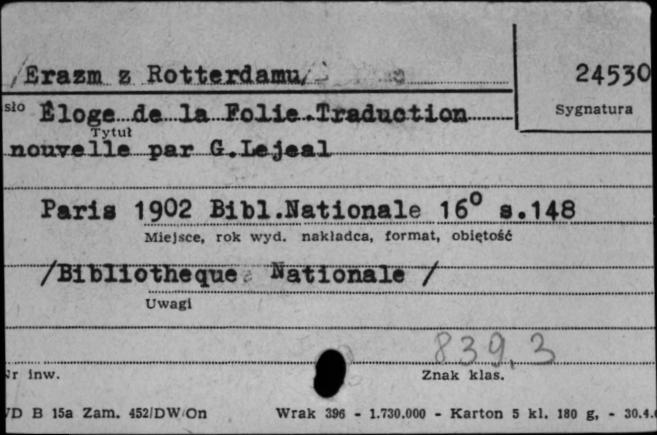 /Erazm z Rotterdamu/
24530
sło
Sygnatura
Éloge de la Folie.Traduction
Tytuł
nouvelle par G.Lejeal
Paris 1902 Bibl.Nationale 16° s.148
Miejsce, rok wyd. nakładca, format, obiętość
/Bibliotheque Nationale /
Uwagi
839,3
Nr inw.
Znak klas.
D B 15a Zam. 452/DW/On Wrak 396 - 1.730.000 - Karton 5 kl. 180 g, - 30.4.